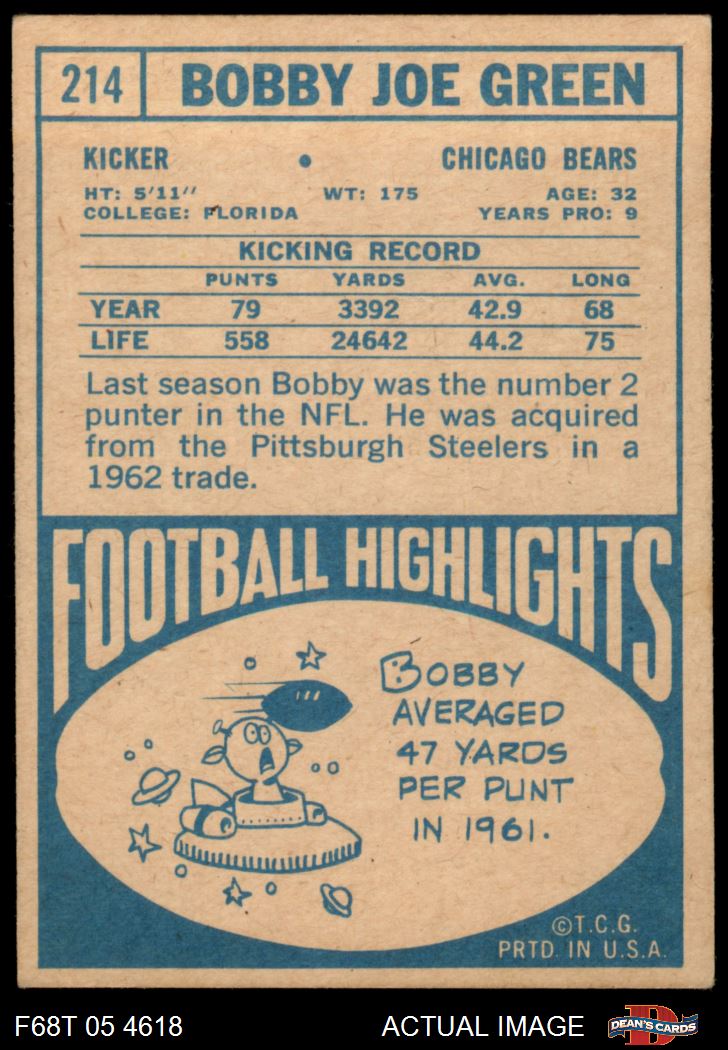 214 BOBBY JOE GREEN
KICKER • CHICAGO BEARS
HT: 5'11" WT: 175 AGE: 32
COLLEGE: FLORIDA YEARS PRO: 9
KICKING RECORD
PUNTS YARDS AVG. LONG
YEAR 79 3392 42.9 68
LIFE 558 24642 44.2 75
Last season Bobby was the number 2
punter in the NFL. He was acquired
from the Pittsburgh Steelers in a
1962 trade.
FOOTBALL HIGHLIGHTS
BOBBY
AVERAGED
47 YARDS
PER PUNT
IN 1961.
©T.C.G.
PRTD. IN U.S.A.
F68T 05 4618 ACTUAL IMAGE DEAN'S CARDS